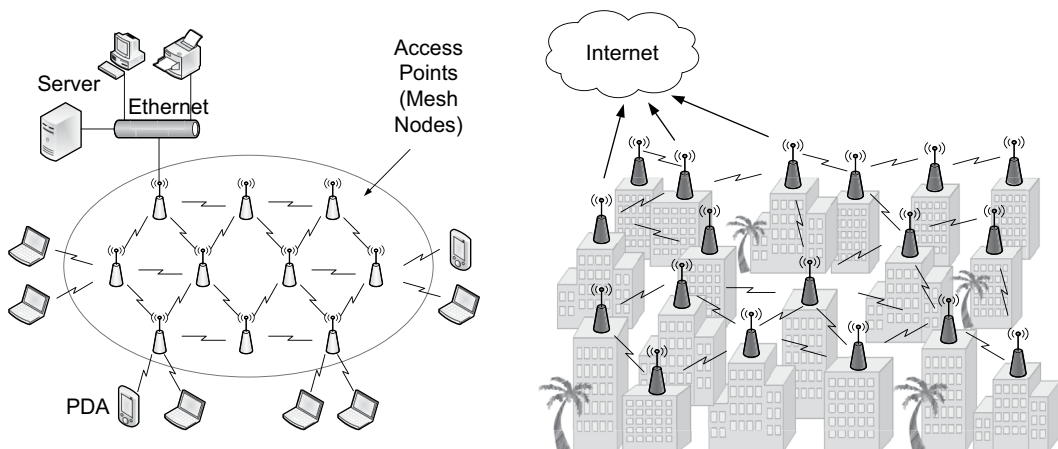 Server
Ethernet
Access
Points
(Mesh
Nodes)
PDA
Internet